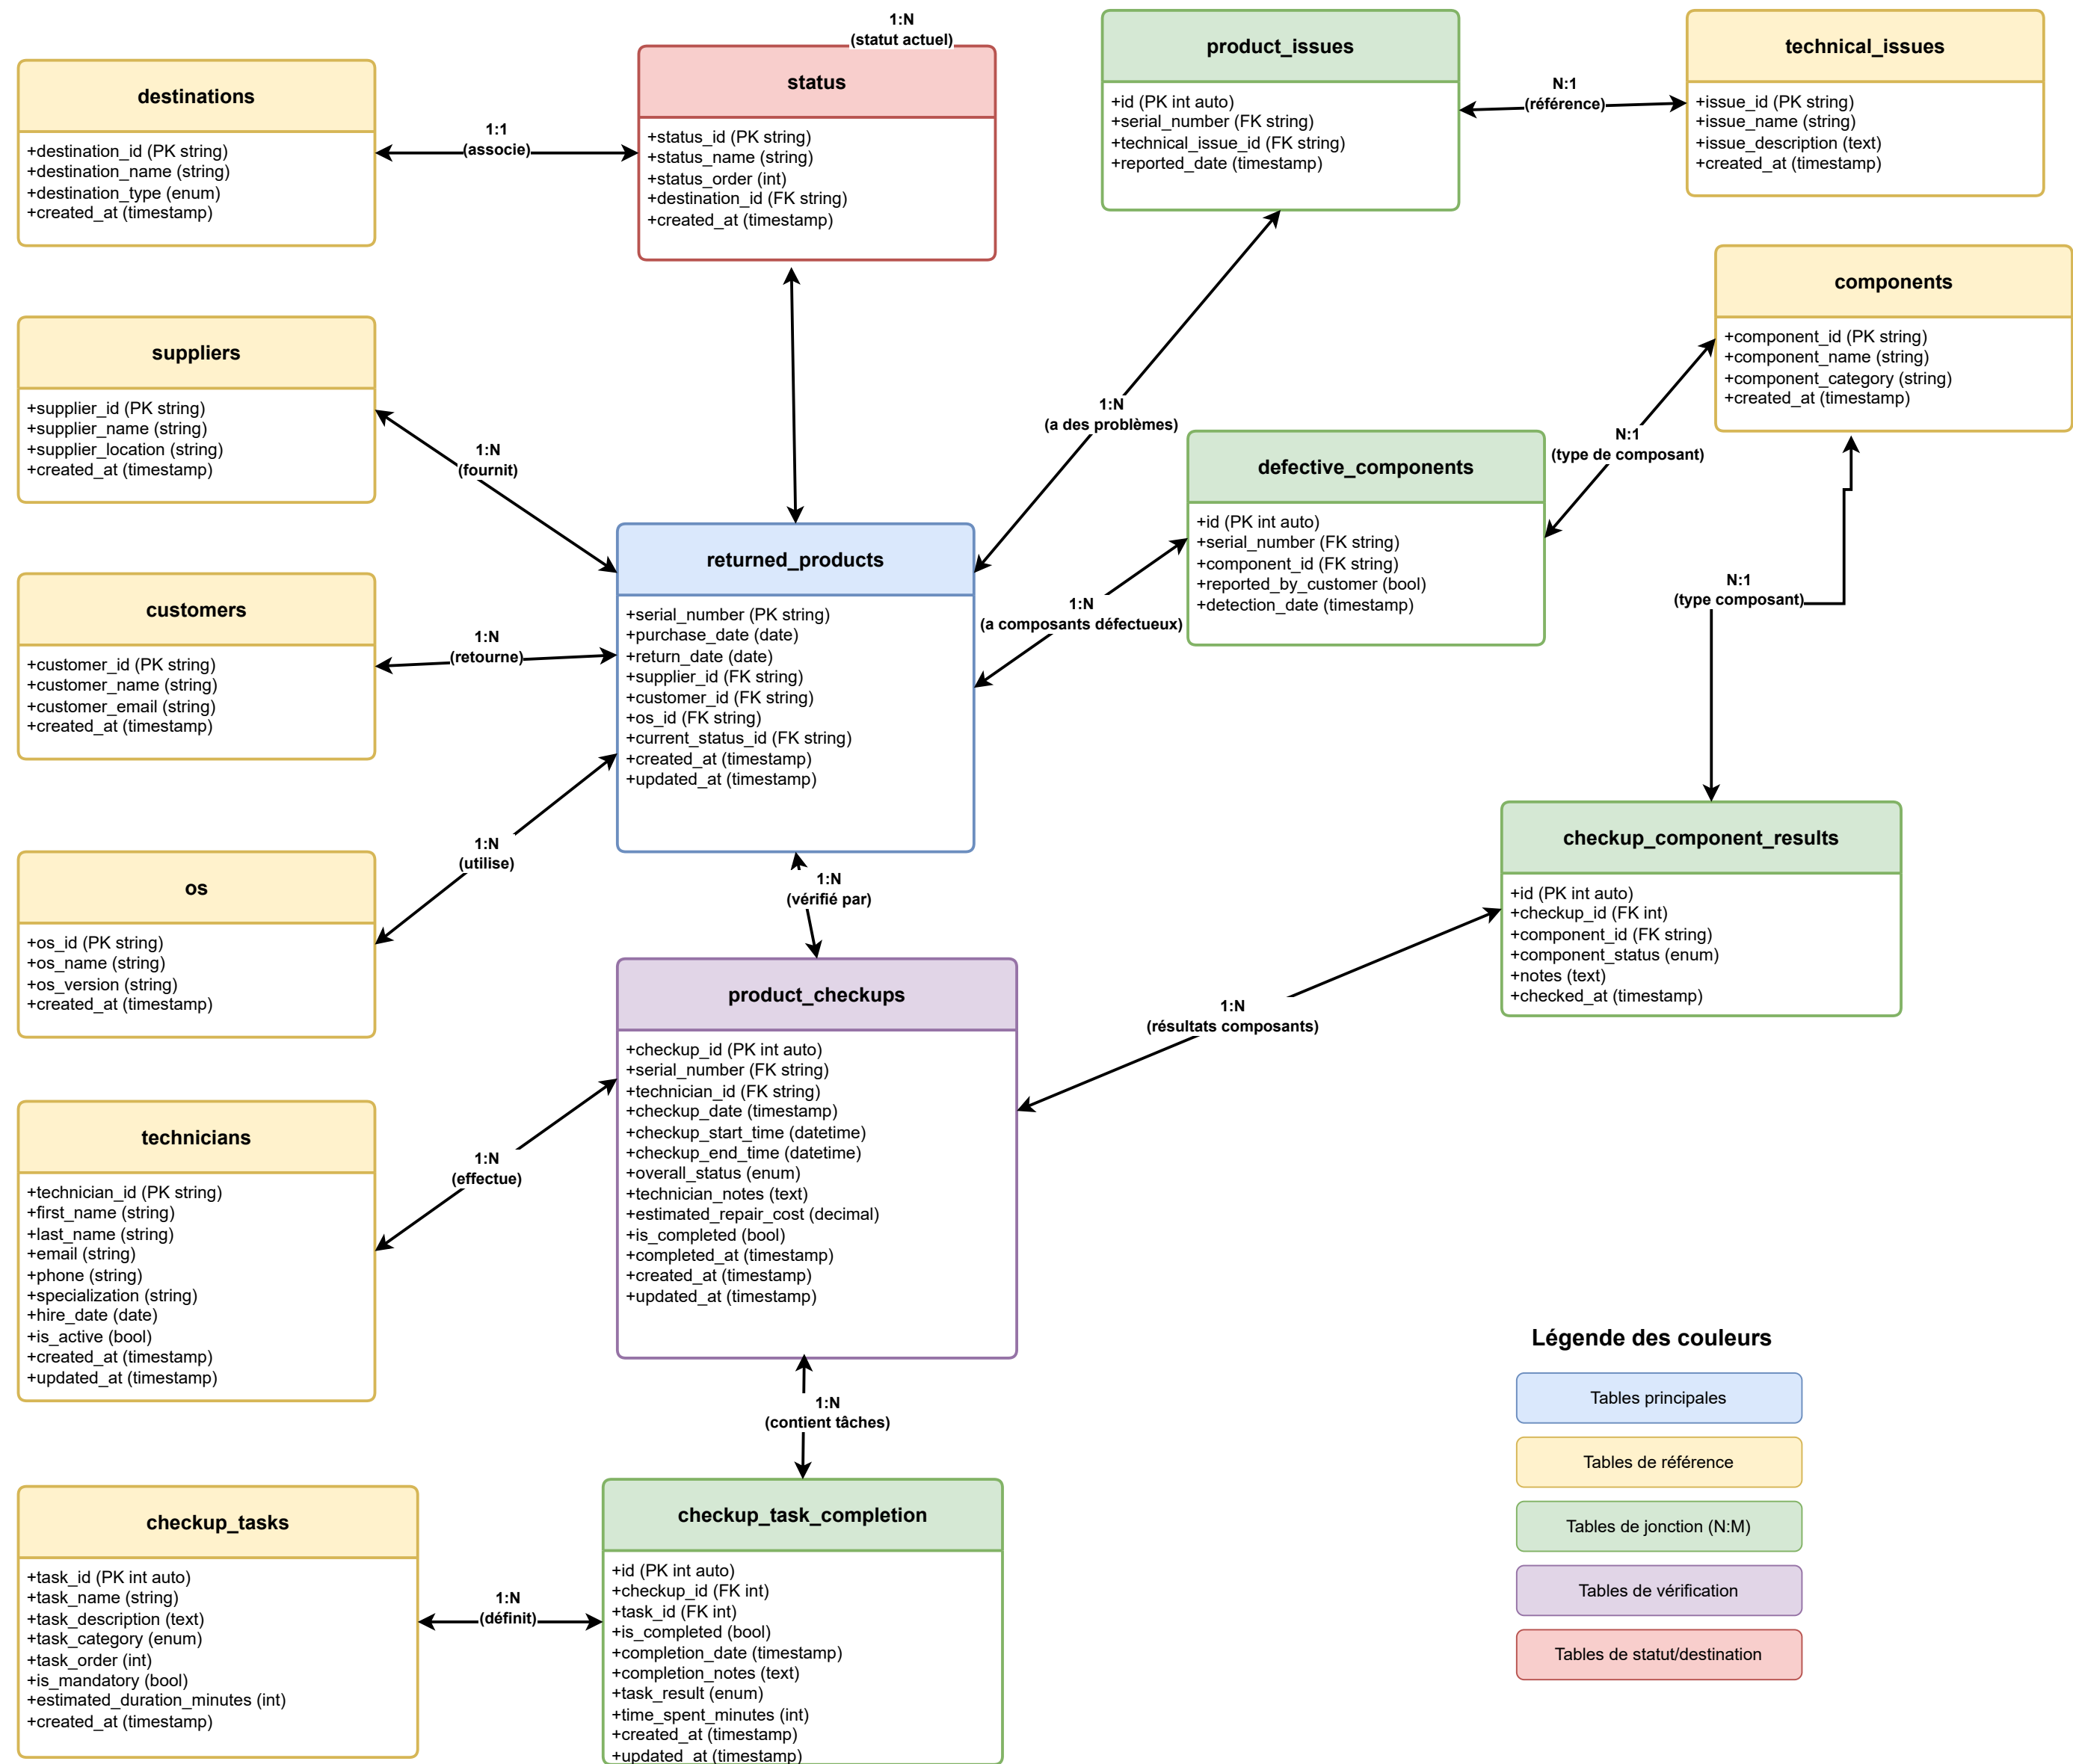 1:N
(statut actuel)
destinations
+destination_id (PK string)
+destination_name (string)
+destination_type (enum)
+created_at (timestamp)
1:1
(associe)
status
+status_id (PK string)
+status_name (string)
+status_order (int)
+destination_id (FK string)
+created_at (timestamp)
product_issues
+id (PK int auto)
+serial_number (FK string)
+technical_issue_id (FK string)
+reported_date (timestamp)
N:1
(référence)
technical_issues
+issue_id (PK string)
+issue_name (string)
+issue_description (text)
+created_at (timestamp)
components
+component_id (PK string)
+component_name (string)
+component_category (string)
+created_at (timestamp)
suppliers
+supplier_id (PK string)
+supplier_name (string)
+supplier_location (string)
+created_at (timestamp)
1:N
(fournit)
1:N
(a des problèmes)
N:1
(type de composant)
defective_components
+id (PK int auto)
+serial_number (FK string)
+component_id (FK string)
+reported_by_customer (bool)
+detection_date (timestamp)
customers
+customer_id (PK string)
+customer_name (string)
+customer_email (string)
+created_at (timestamp)
1:N
(retourne)
returned_products
+serial_number (PK string)
+purchase_date (date)
+return_date (date)
+supplier_id (FK string)
+customer_id (FK string)
+os_id (FK string)
+current_status_id (FK string)
+created_at (timestamp)
+updated_at (timestamp)
1:N
(a composants défectueux)
N:1
(type composant)
os
+os_id (PK string)
+os_name (string)
+os_version (string)
+created_at (timestamp)
1:N
(utilise)
1:N
(vérifié par)
checkup_component_results
+id (PK int auto)
+checkup_id (FK int)
+component_id (FK string)
+component_status (enum)
+notes (text)
+checked_at (timestamp)
1:N
(résultats composants)
product_checkups
+checkup_id (PK int auto)
+serial_number (FK string)
+technician_id (FK string)
+checkup_date (timestamp)
+checkup_start_time (datetime)
+checkup_end_time (datetime)
+overall_status (enum)
+technician_notes (text)
+estimated_repair_cost (decimal)
+is_completed (bool)
+completed_at (timestamp)
+created_at (timestamp)
+updated_at (timestamp)
technicians
+technician_id (PK string)
+first_name (string)
+last_name (string)
+email (string)
+phone (string)
+specialization (string)
+hire_date (date)
+is_active (bool)
+created_at (timestamp)
+updated_at (timestamp)
1:N
(effectue)
1:N
(contient tâches)
checkup_tasks
+task_id (PK int auto)
+task_name (string)
+task_description (text)
+task_category (enum)
+task_order (int)
+is_mandatory (bool)
+estimated_duration_minutes (int)
+created_at (timestamp)
1:N
(définit)
checkup_task_completion
+id (PK int auto)
+checkup_id (FK int)
+task_id (FK int)
+is_completed (bool)
+completion_date (timestamp)
+completion_notes (text)
+task_result (enum)
+time_spent_minutes (int)
+created_at (timestamp)
+updated_at (timestamp)
Légende des couleurs
Tables principales
Tables de référence
Tables de jonction (N:M)
Tables de vérification
Tables de statut/destination